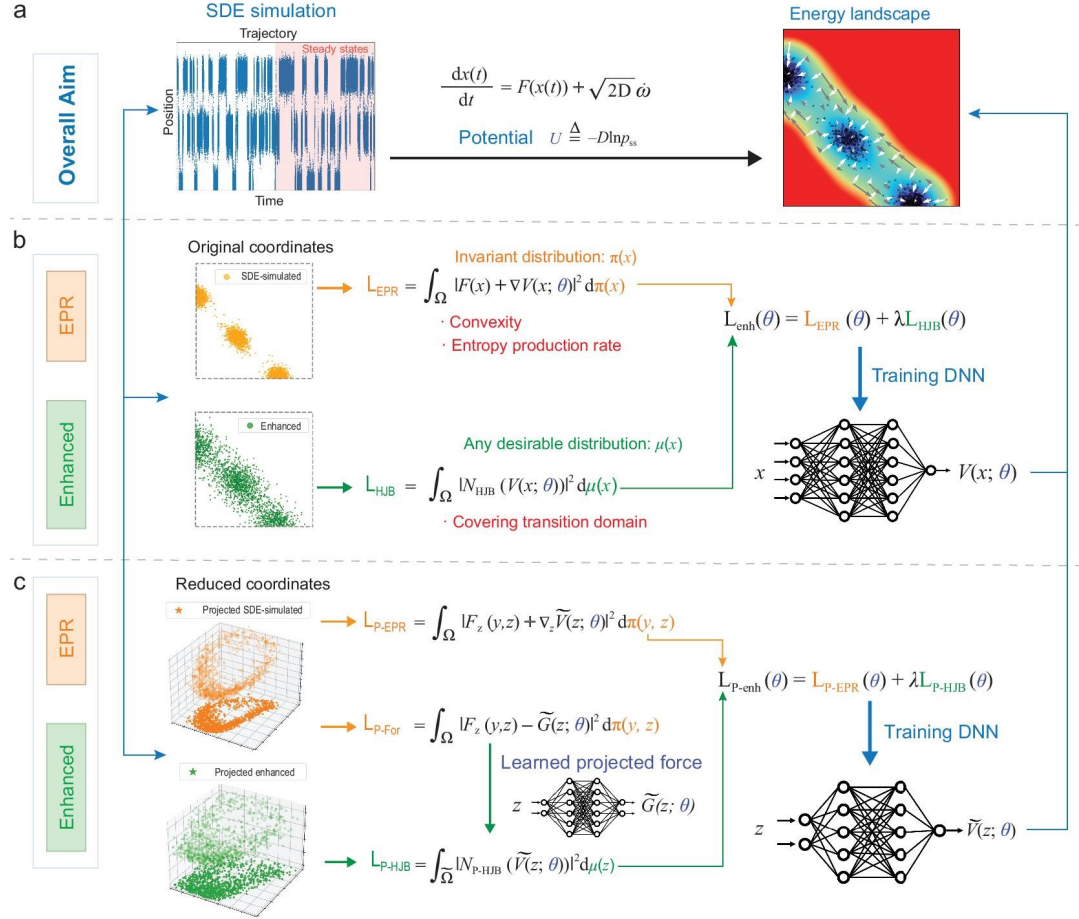 a
SDE simulation
Energy landscape
Overall Aim
Trajectory
Steady states
Position
Time
dx(t)/dt = F(x(t)) + √2D ω̇
Potential U ≜ –Dlnpss
b
Original coordinates
EPR
Enhanced
SDE-simulated
Invariant distribution: π(x)
L_EPR = ∫_Ω |F(x) + ∇V(x; θ)|² dπ(x)
· Convexity
· Entropy production rate
L_enh(θ) = L_EPR (θ) + λL_HJB(θ)
Training DNN
Enhanced
Any desirable distribution: μ(x)
L_HJB = ∫_Ω |N_HJB (V(x; θ))|² dμ(x)
· Covering transition domain
x
V(x; θ)
c
Reduced coordinates
EPR
Enhanced
Projected SDE-simulated
L_P-EPR = ∫_Ω |F_z (y,z) + ∇_z Ṽ(z; θ)|² dπ(y, z)
L_P-enh (θ) = L_P-EPR (θ) + λL_P-HJB (θ)
L_P-For = ∫_Ω |F_z (y,z) – G̃(z; θ)|² dπ(y, z)
Training DNN
Learned projected force
Projected enhanced
z
G̃(z; θ)
z
Ṽ(z; θ)
L_P-HJB = ∫_Ω̃ |N_P-HJB (Ṽ(z; θ))|² dμ(z)